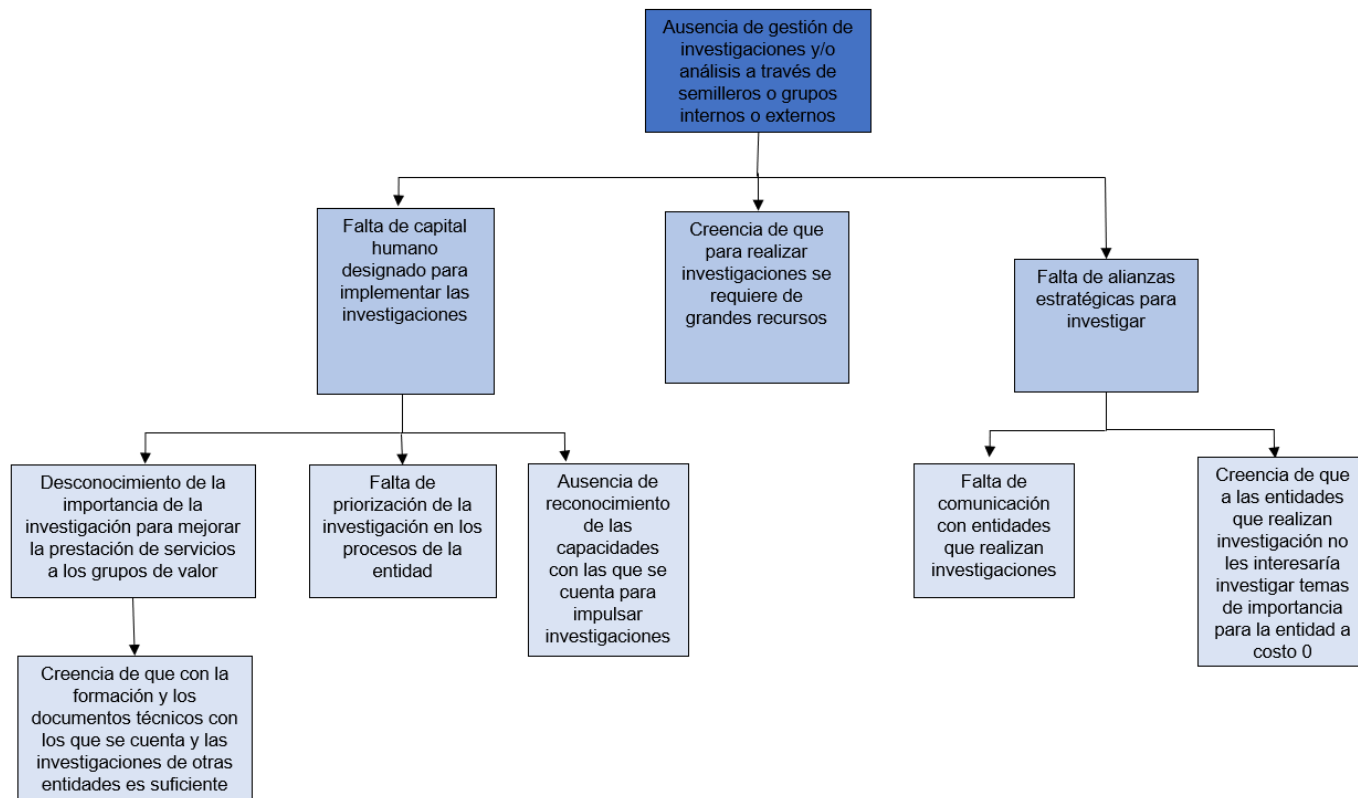 Ausencia de gestión de
investigaciones y/o
análisis a través de
semilleros o grupos
internos o externos
Falta de capital
humano
designado para
implementar las
investigaciones
Creencia de que
para realizar
investigaciones se
requiere de
grandes recursos
Falta de alianzas
estratégicas para
investigar
Desconocimiento de la
importancia de la
investigación para mejorar
la prestación de servicios
a los grupos de valor
Falta de
priorización de la
investigación en los
procesos de la
entidad
Ausencia de
reconocimiento
de las
capacidades
con las que se
cuenta para
impulsar
investigaciones
Falta de
comunicación
con entidades
que realizan
investigaciones
Creencia de que
a las entidades
que realizan
investigación no
les interesaría
investigar temas
de importancia
para la entidad a
costo 0
Creencia de que con la
formación y los
documentos técnicos con
los que se cuenta y las
investigaciones de otras
entidades es suficiente